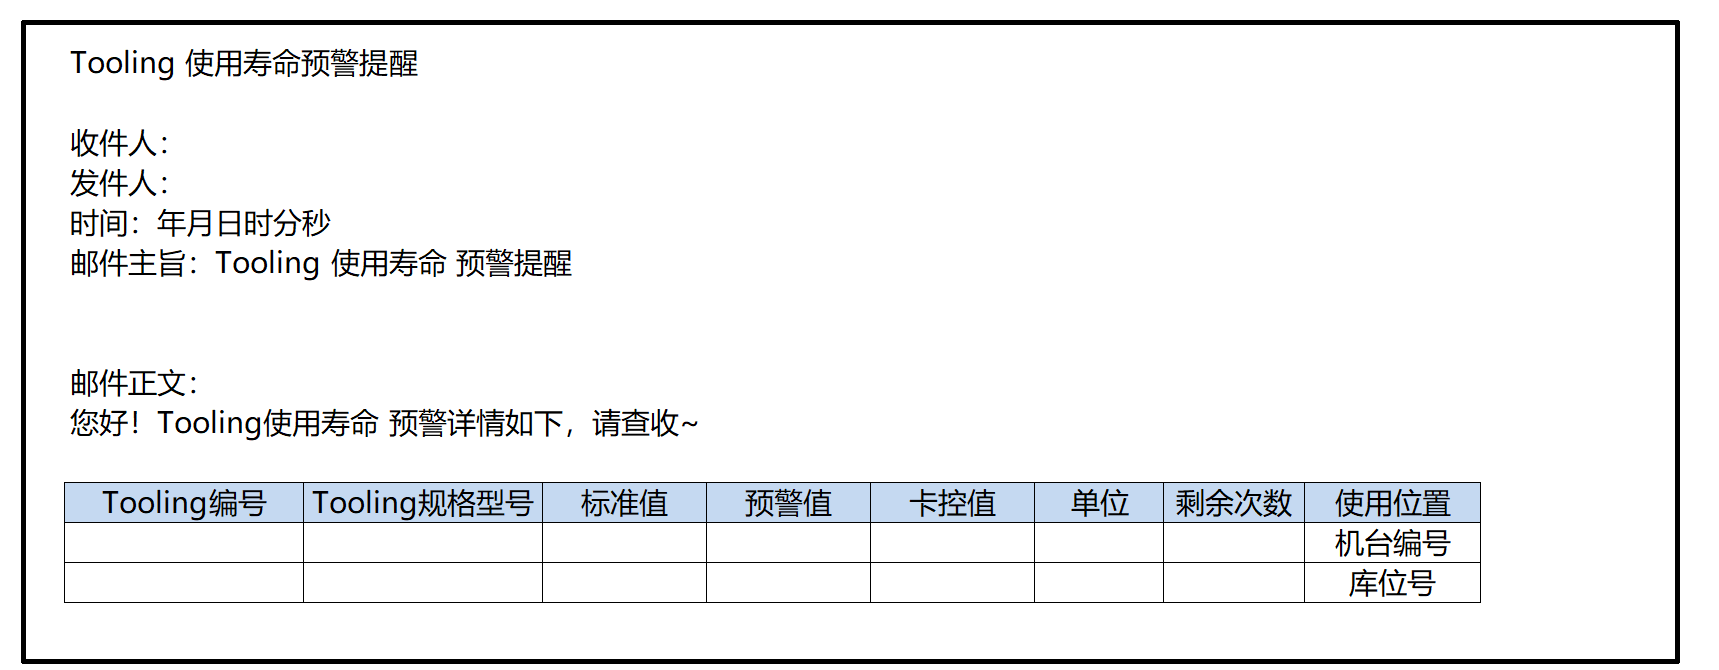 Tooling 使用寿命预警提醒
收件人：
发件人：
时间：年月日时分秒
邮件主旨：Tooling 使用寿命 预警提醒
邮件正文：
您好！Tooling使用寿命 预警详情如下，请查收~
Tooling编号 Tooling规格型号 标准值 预警值 卡控值 单位 剩余次数 使用位置
机台编号
库位号